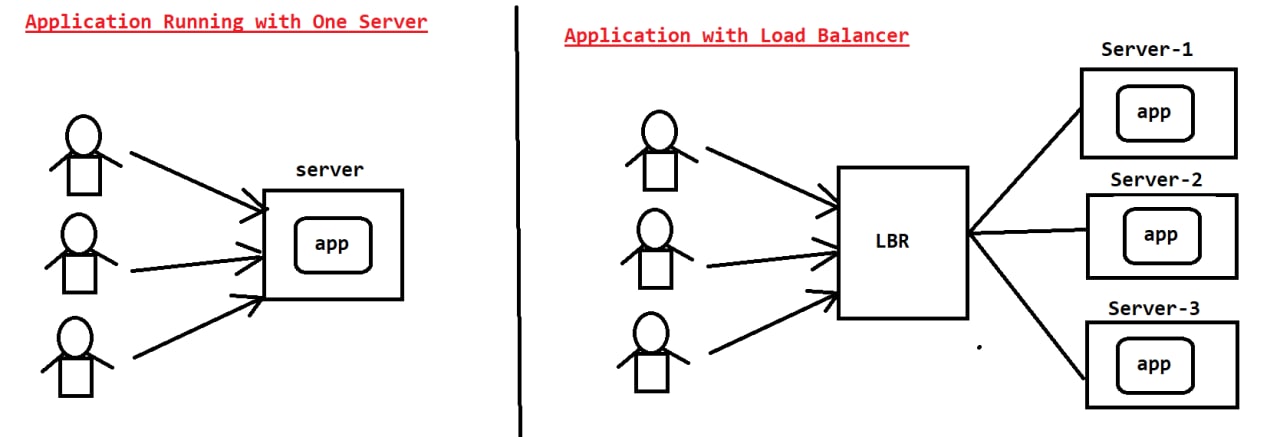 Application Running with One Server
server
app
Application with Load Balancer
LBR
Server-1
app
Server-2
app
Server-3
app